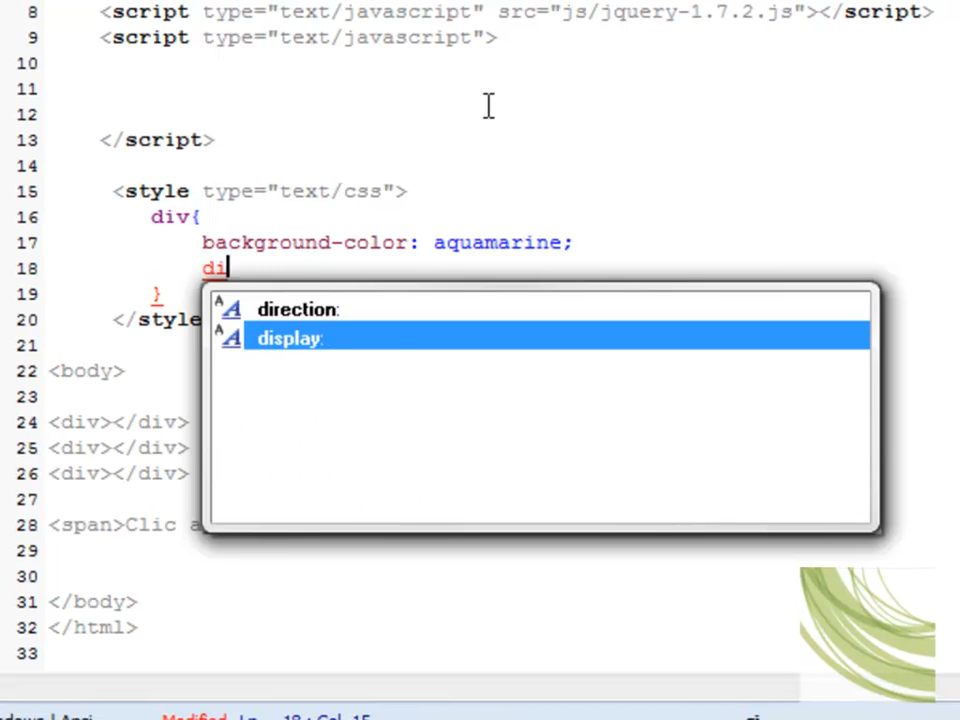 8 <script type="text/javascript" src="js/jquery-1.7.2.js"></script>
9 <script type="text/javascript">
10
11
12
13 </script>
14
15 <style type="text/css">
16 div{
17 background-color: aquamarine;
18 di
direction:
19 }
display:
20 </style
21
22 <body>
23
24 <div></div>
25 <div></div>
26 <div></div>
27
28 <span>Clic
29
30
31 </body>
32 </html>
33